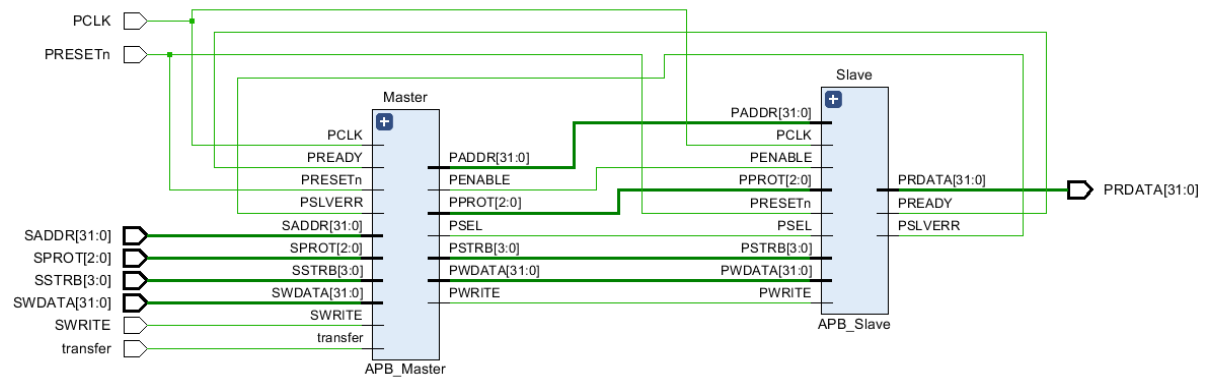 PCLK
PRESETn
Slave
Master
PADDR[31:0]
PCLK
PCLK
PREADY
PADDR[31:0]
PENABLE
PRESETn
PENABLE
PPROT[2:0]
PRDATA[31:0]
PRDATA[31:0]
PSLVERR
PPROT[2:0]
PRESETn
PREADY
SADDR[31:0]
SADDR[31:0]
PSEL
PSEL
PSLVERR
SPROT[2:0]
SPROT[2:0]
PSTRB[3:0]
PSTRB[3:0]
SSTRB[3:0]
SSTRB[3:0]
PWDATA[31:0]
PWDATA[31:0]
SWDATA[31:0]
SWDATA[31:0]
PWRITE
PWRITE
SWRITE
SWRITE
APB_Slave
transfer
transfer
APB_Master